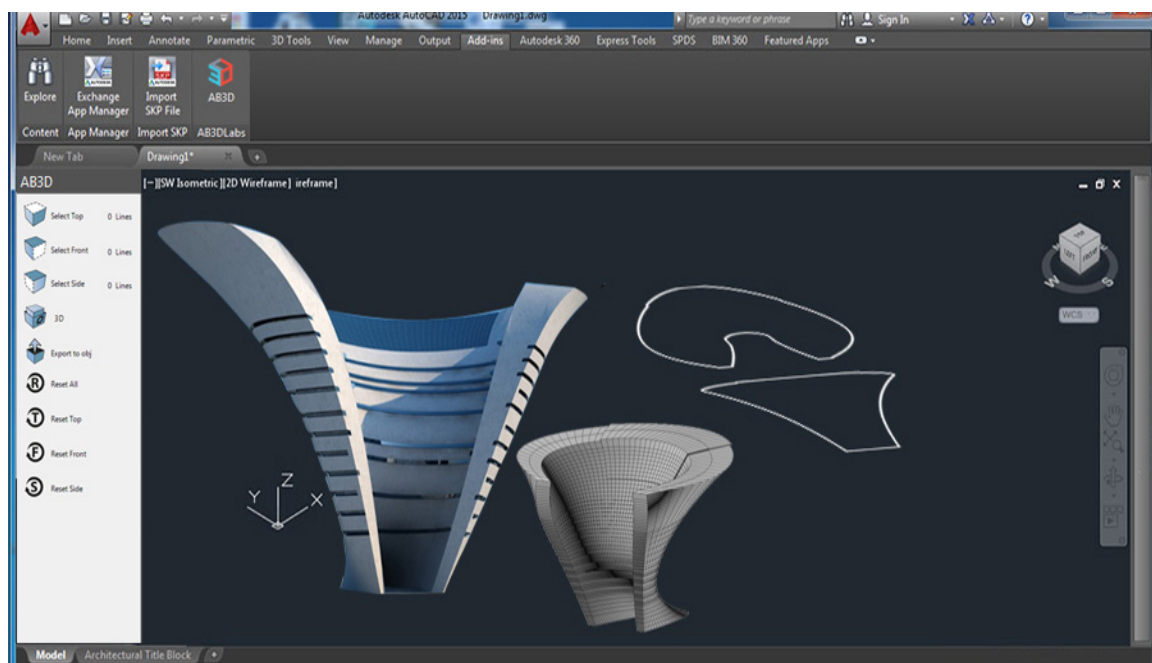 Autodesk AutoCAD 2015 Drawing1.dwg
Type a keyword or phrase
Sign In
Home Insert Annotate Parametric 3D Tools View Manage Output Add-ins Autodesk 360 Express Tools SPDS BIM 360 Featured Apps
Explore
Exchange
App Manager
Import
SKP File
AB3D
Content App Manager Import SKP AB3DLabs
New Tab Drawing1*
AB3D
[−][SW Isometric][2D Wireframe] ireframe]
Select Top 0 Lines
Select Front 0 Lines
Select Side 0 Lines
3D
Export to obj
R Reset All
T Reset Top
F Reset Front
S Reset Side
Y Z X
TOP
LEFT FRONT
W S
WCS
Model Architectural Title Block